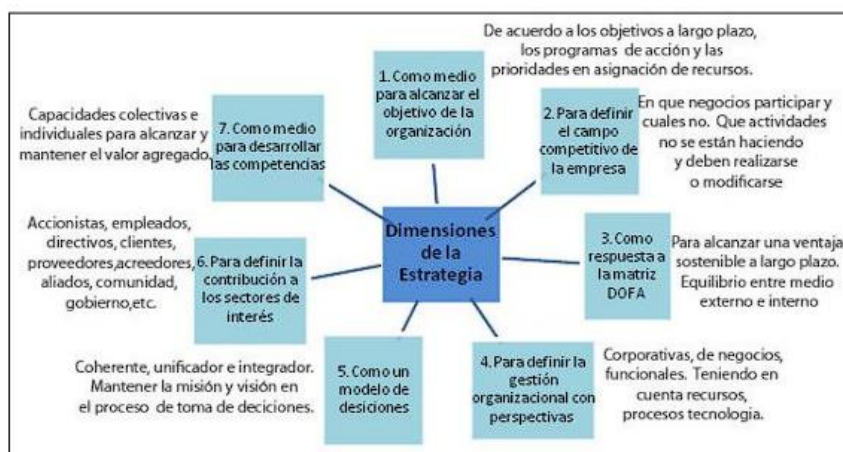 Dimensiones
de la
Estrategia
1. Como medio
para alcanzar el
objetivo de la
organización
De acuerdo a los objetivos a largo plazo,
los programas de acción y las
prioridades en asignación de recursos.
2. Para definir
el campo
competitivo de
la empresa
En que negocios participar y
cuales no. Que actividades
no se están haciendo
y deben realizarse
o modificarse
3. Como
respuesta a
la matriz
DOFA
Para alcanzar una ventaja
sostenible a largo plazo.
Equilibrio entre medio
externo e interno
4. Para definir la
gestión
organizacional con
perspectivas
Corporativas, de negocios,
funcionales. Teniendo en
cuenta recursos,
procesos tecnologia.
5. Como un
modelo de
desiciones
Coherente, unificador e integrador.
Mantener la misión y visión en
el proceso de toma de deciciones.
6. Para definir la
contribución a
los sectores de
interés
Accionistas, empleados,
directivos, clientes,
proveedores,acreedores,
aliados, comunidad,
gobierno,etc.
7. Como medio
para desarrollar
las competencias
Capacidades colectivas e
individuales para alcanzar y
mantener el valor agregado.